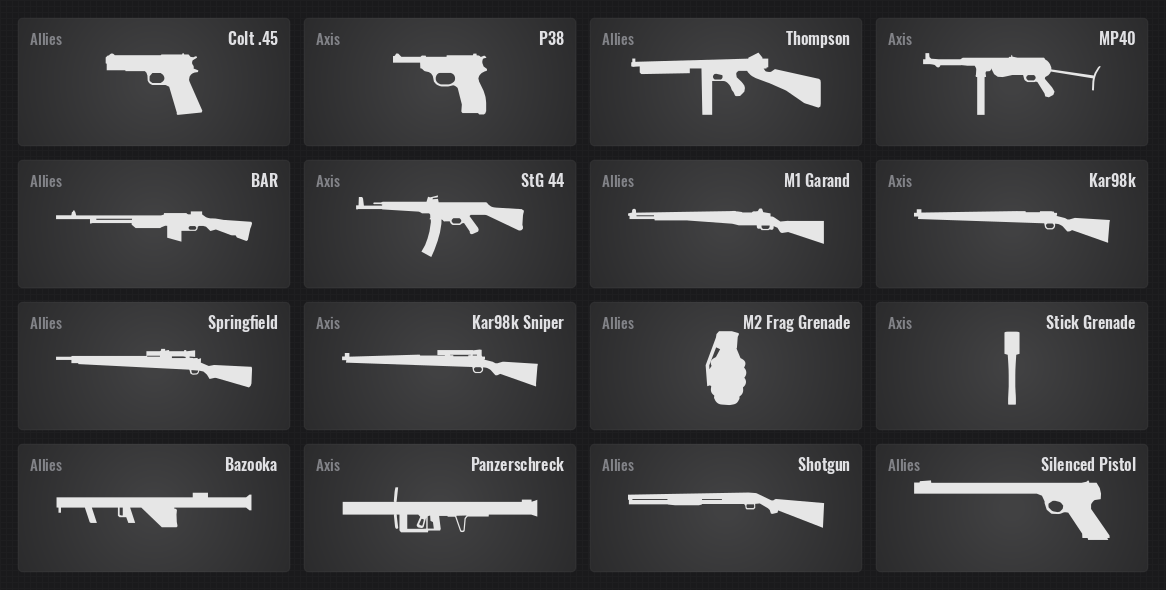 Allies Colt .45
Axis P38
Allies Thompson
Axis MP40
Allies BAR
Axis StG 44
Allies M1 Garand
Axis Kar98k
Allies Springfield
Axis Kar98k Sniper
Allies M2 Frag Grenade
Axis Stick Grenade
Allies Bazooka
Axis Panzerschreck
Allies Shotgun
Allies Silenced Pistol